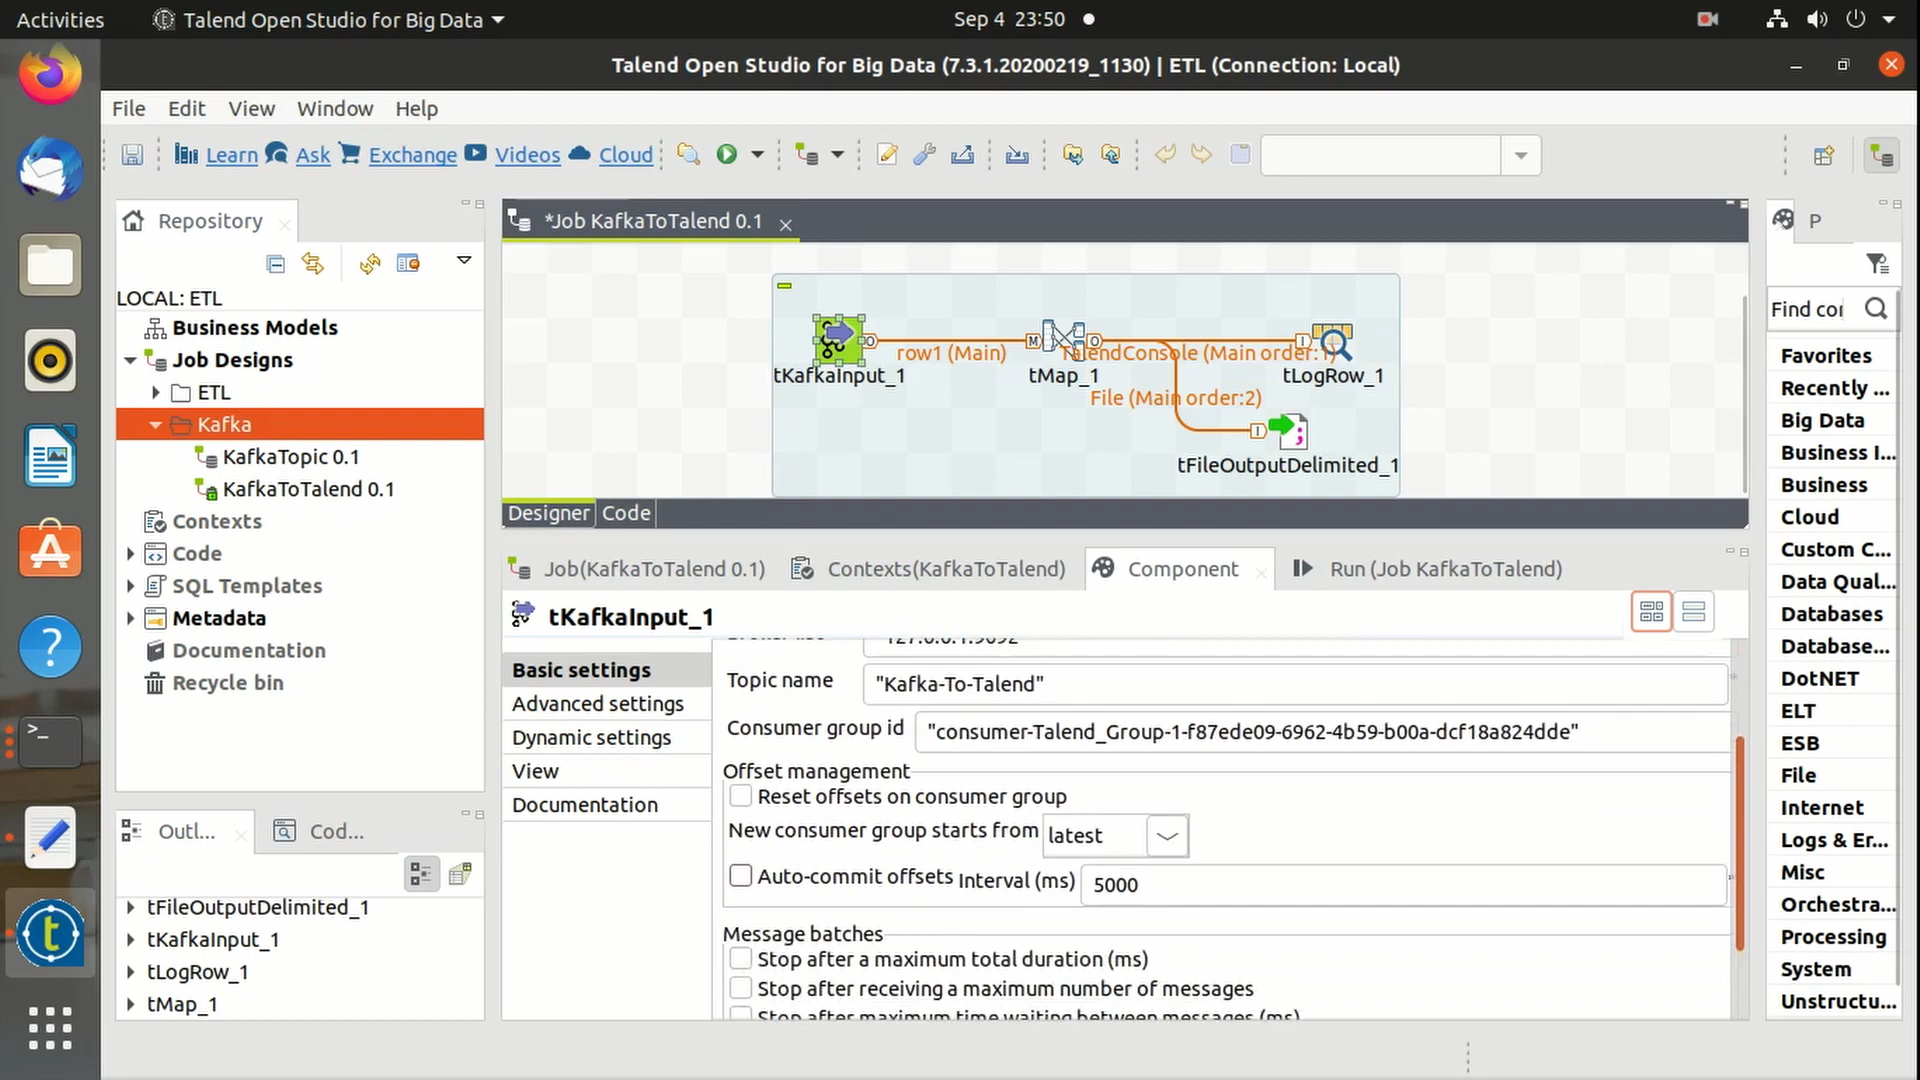 Activities
Talend Open Studio for Big Data
Sep 4 23:50
Talend Open Studio for Big Data (7.3.1.20200219_1130) | ETL (Connection: Local)
File Edit View Window Help
Learn Ask Exchange Videos Cloud
Repository
LOCAL: ETL
Business Models
Job Designs
ETL
Kafka
KafkaTopic 0.1
KafkaToTalend 0.1
Contexts
Code
SQL Templates
Metadata
Documentation
Recycle bin
Outl...
Cod...
tFileOutputDelimited_1
tKafkaInput_1
tLogRow_1
tMap_1
*Job KafkaToTalend 0.1
O
row1 (Main)
M
O
TalendConsole (Main order:1)
I
tKafkaInput_1
tMap_1
tLogRow_1
File (Main order:2)
I
tFileOutputDelimited_1
Designer Code
Job(KafkaToTalend 0.1)
Contexts(KafkaToTalend)
Component
Run (Job KafkaToTalend)
tKafkaInput_1
Basic settings
Advanced settings
Dynamic settings
View
Documentation
Topic name "Kafka-To-Talend"
Consumer group id "consumer-Talend_Group-1-f87ede09-6962-4b59-b00a-dcf18a824dde"
Offset management
Reset offsets on consumer group
New consumer group starts from latest
Auto-commit offsets Interval (ms) 5000
Message batches
Stop after a maximum total duration (ms)
Stop after receiving a maximum number of messages
Stop after maximum time waiting between messages (ms)
P
Find cor
Favorites
Recently ...
Big Data
Business I...
Business
Cloud
Custom C...
Data Qual...
Databases
Database...
DotNET
ELT
ESB
File
Internet
Logs & Er...
Misc
Orchestra...
Processing
System
Unstructu...